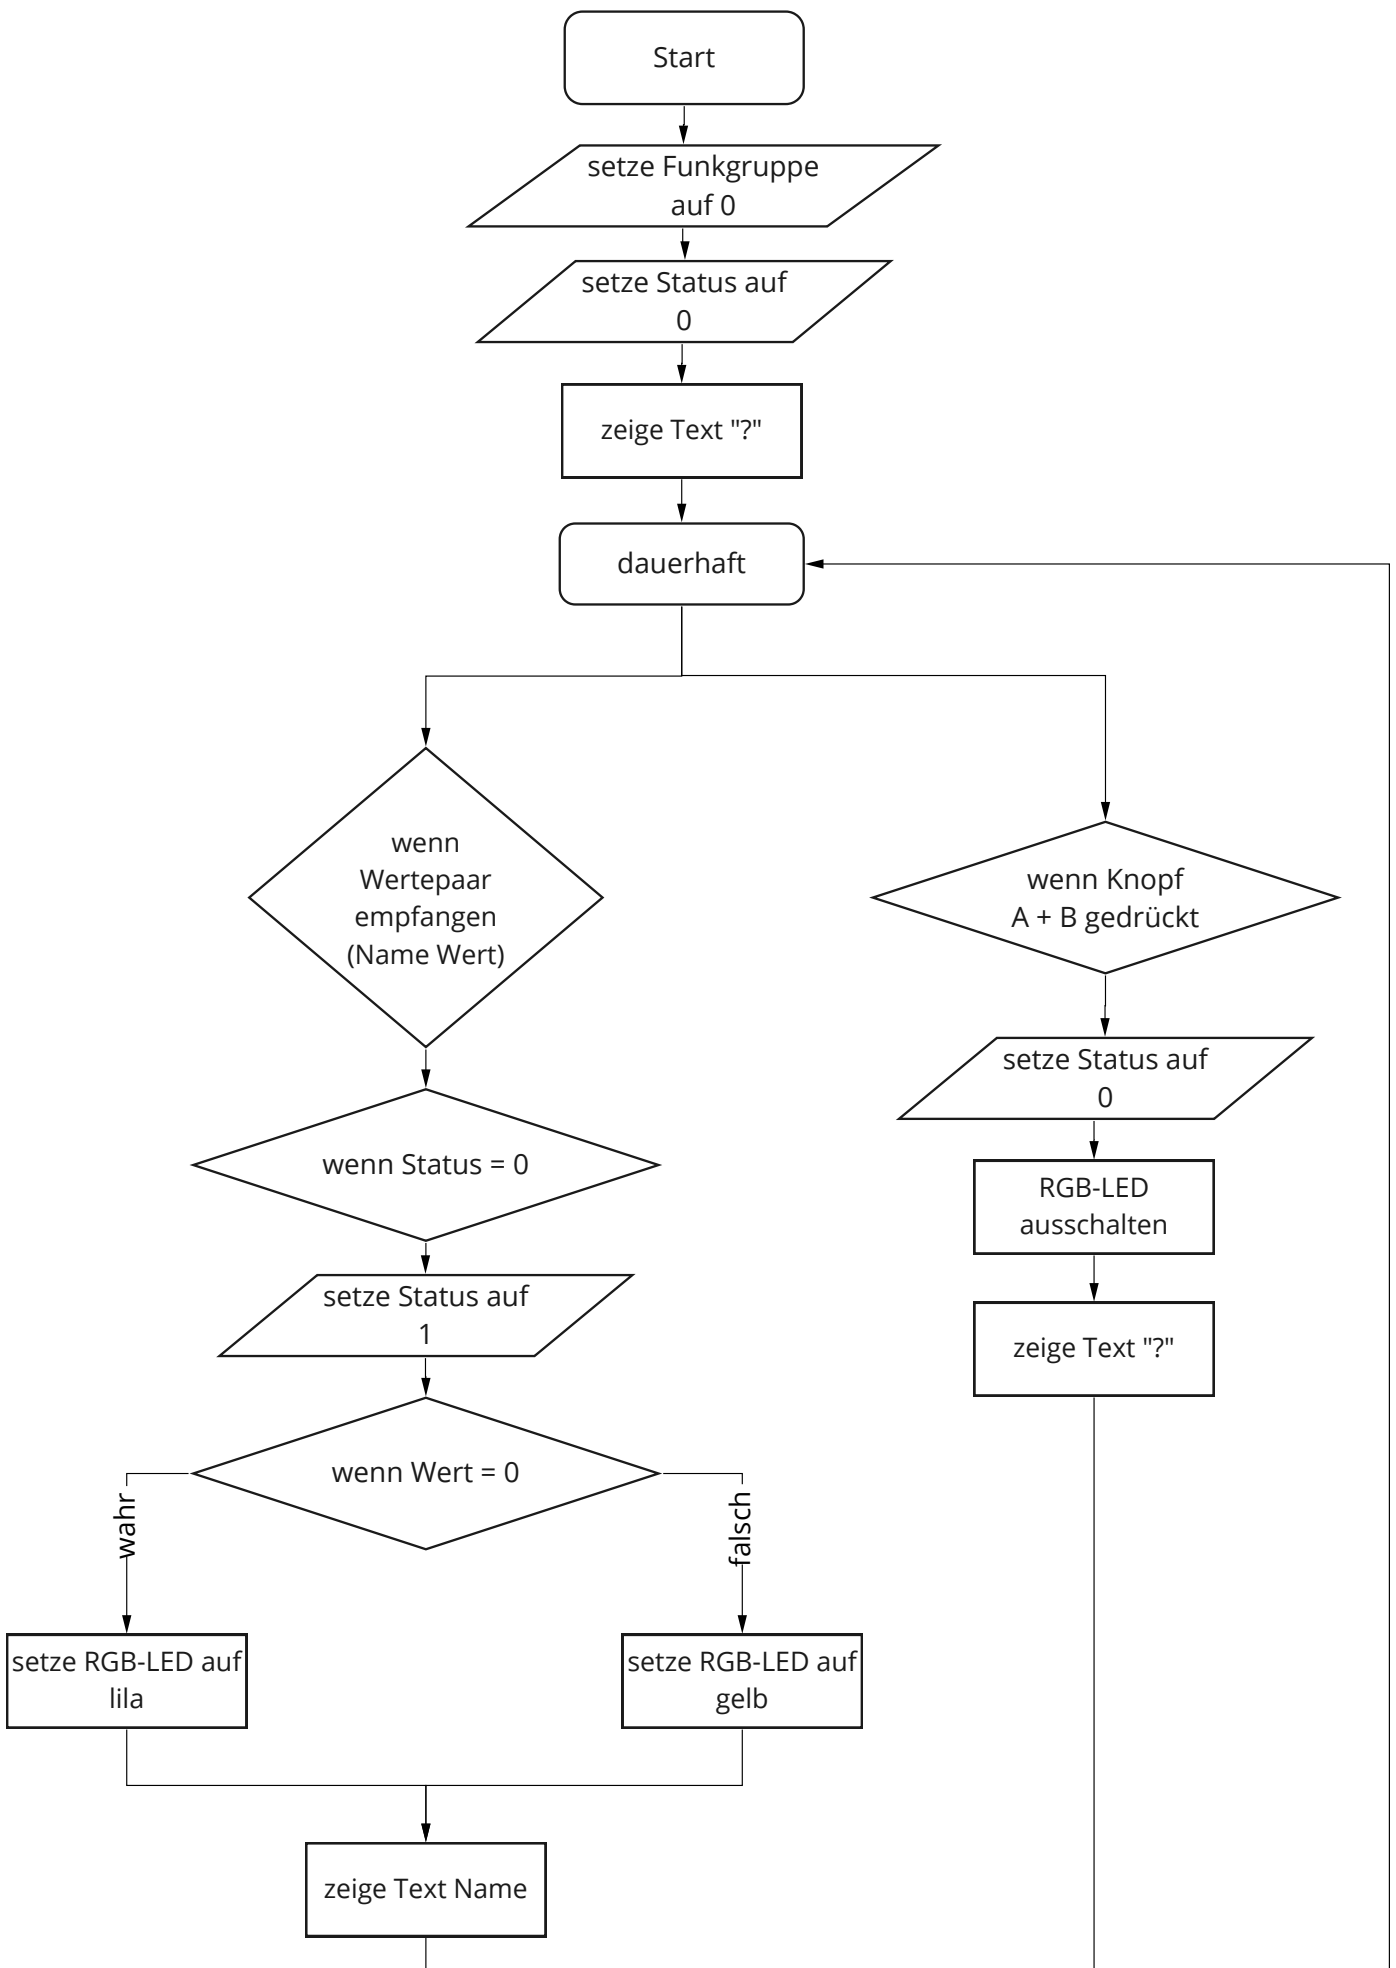 Start
setze Funkgruppe
auf 0
setze Status auf
0
zeige Text "?"
dauerhaft
wenn
Wertepaar
empfangen
(Name Wert)
wenn Status = 0
setze Status auf
1
wenn Wert = 0
wahr
falsch
setze RGB-LED auf
lila
setze RGB-LED auf
gelb
zeige Text Name
wenn Knopf
A + B gedrückt
setze Status auf
0
RGB-LED
ausschalten
zeige Text "?"